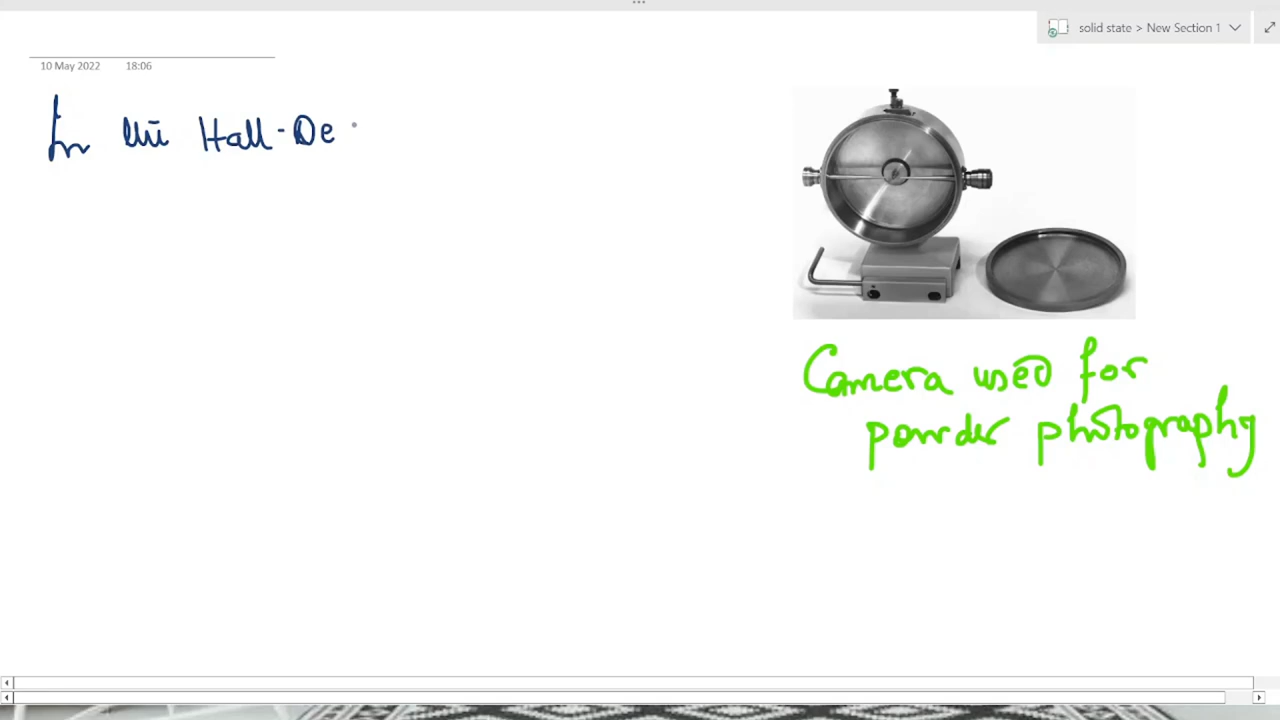 solid state > New Section 1
10 May 2022 18:06
In the Hall-De
Camera used for
powder photography